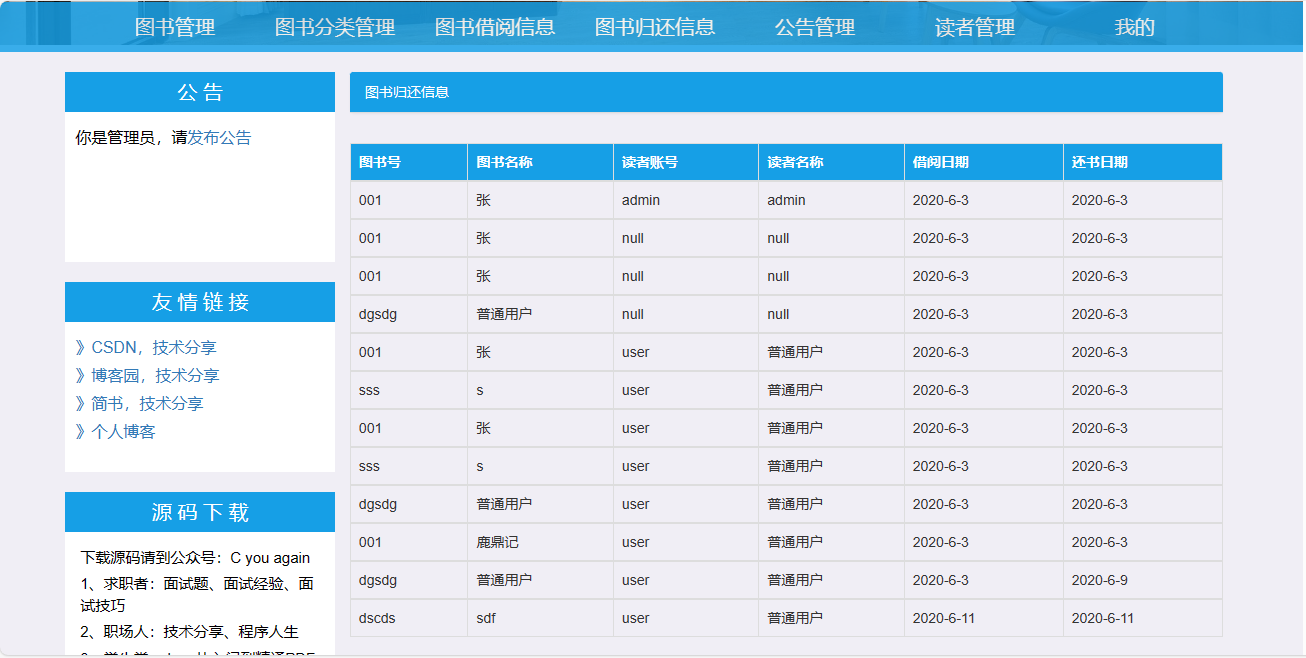 图书管理 图书分类管理 图书借阅信息 图书归还信息 公告管理 读者管理 我的
公告
你是管理员，请发布公告
友情链接
》CSDN，技术分享
》博客园，技术分享
》简书，技术分享
》个人博客
源码下载
下载源码请到公众号：C you again
1、求职者：面试题、面试经验、面
试技巧
2、职场人：技术分享、程序人生
图书归还信息
图书号 图书名称 读者账号 读者名称 借阅日期 还书日期
001 张 admin admin 2020-6-3 2020-6-3
001 张 null null 2020-6-3 2020-6-3
001 张 null null 2020-6-3 2020-6-3
dgsdg 普通用户 null null 2020-6-3 2020-6-3
001 张 user 普通用户 2020-6-3 2020-6-3
sss s user 普通用户 2020-6-3 2020-6-3
001 张 user 普通用户 2020-6-3 2020-6-3
sss s user 普通用户 2020-6-3 2020-6-3
dgsdg 普通用户 user 普通用户 2020-6-3 2020-6-3
001 鹿鼎记 user 普通用户 2020-6-3 2020-6-3
dgsdg 普通用户 user 普通用户 2020-6-3 2020-6-9
dscds sdf user 普通用户 2020-6-11 2020-6-11